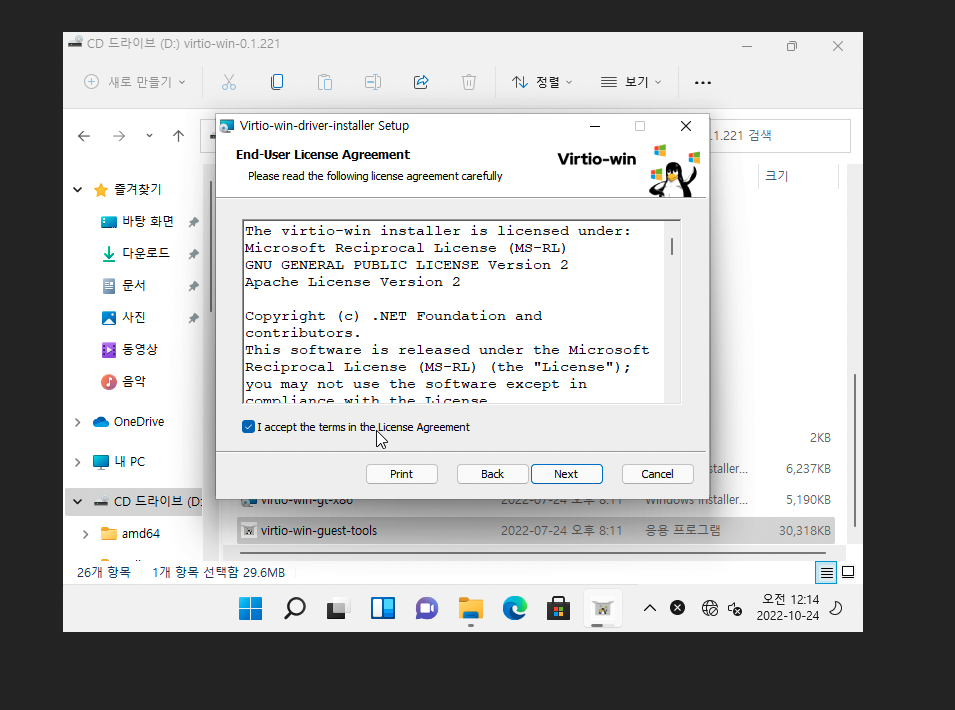 CD 드라이브 (D:) virtio-win-0.1.221
새로 만들기
정렬
보기
.1.221 검색
Virtio-win-driver-installer Setup
End-User License Agreement
Please read the following license agreement carefully
Virtio-win
The virtio-win installer is licensed under:
Microsoft Reciprocal License (MS-RL)
GNU GENERAL PUBLIC LICENSE Version 2
Apache License Version 2
Copyright (c) .NET Foundation and
contributors.
This software is released under the Microsoft
Reciprocal License (MS-RL) (the "License");
you may not use the software except in
compliance with the License.
I accept the terms in the License Agreement
Print
Back
Next
Cancel
즐겨찾기
바탕 화면
다운로드
문서
사진
동영상
음악
OneDrive
내 PC
CD 드라이브 (D:
amd64
크기
2KB
staller... 6,237KB
virtio-win-gt-x86 2022-07-24 오후 8:11 Windows Installer... 5,190KB
virtio-win-guest-tools 2022-07-24 오후 8:11 응용 프로그램 30,318KB
26개 항목 1개 항목 선택함 29.6MB
오전 12:14
2022-10-24